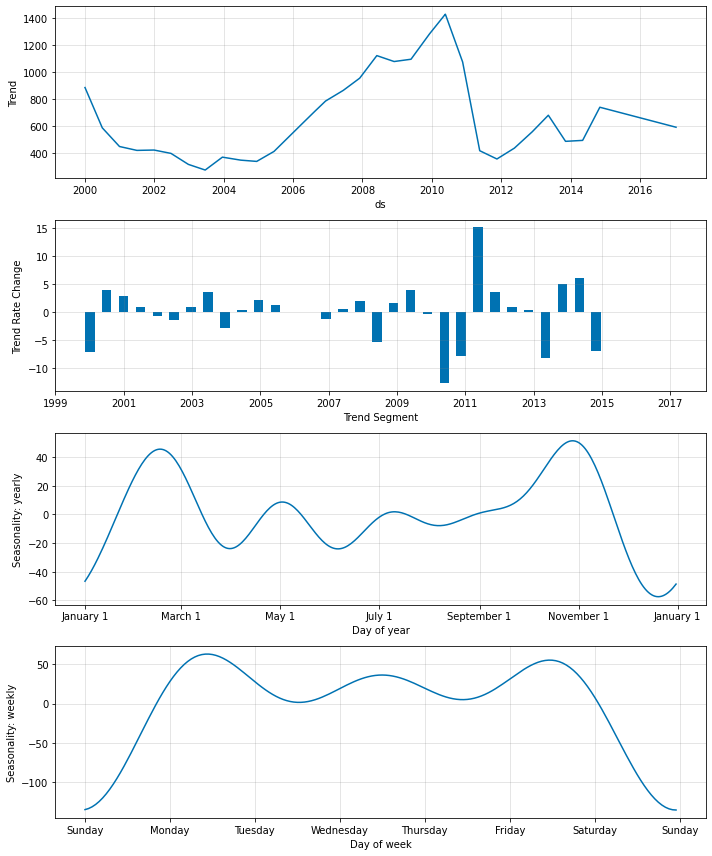 1400
1200
1000
800
600
400
Trend
2000 2002 2004 2006 2008 2010 2012 2014 2016
ds
15
10
5
0
−5
−10
Trend Rate Change
1999 2001 2003 2005 2007 2009 2011 2013 2015 2017
Trend Segment
40
20
0
−20
−40
−60
Seasonality: yearly
January 1 March 1 May 1 July 1 September 1 November 1 January 1
Day of year
50
0
−50
−100
Seasonality: weekly
Sunday Monday Tuesday Wednesday Thursday Friday Saturday Sunday
Day of week